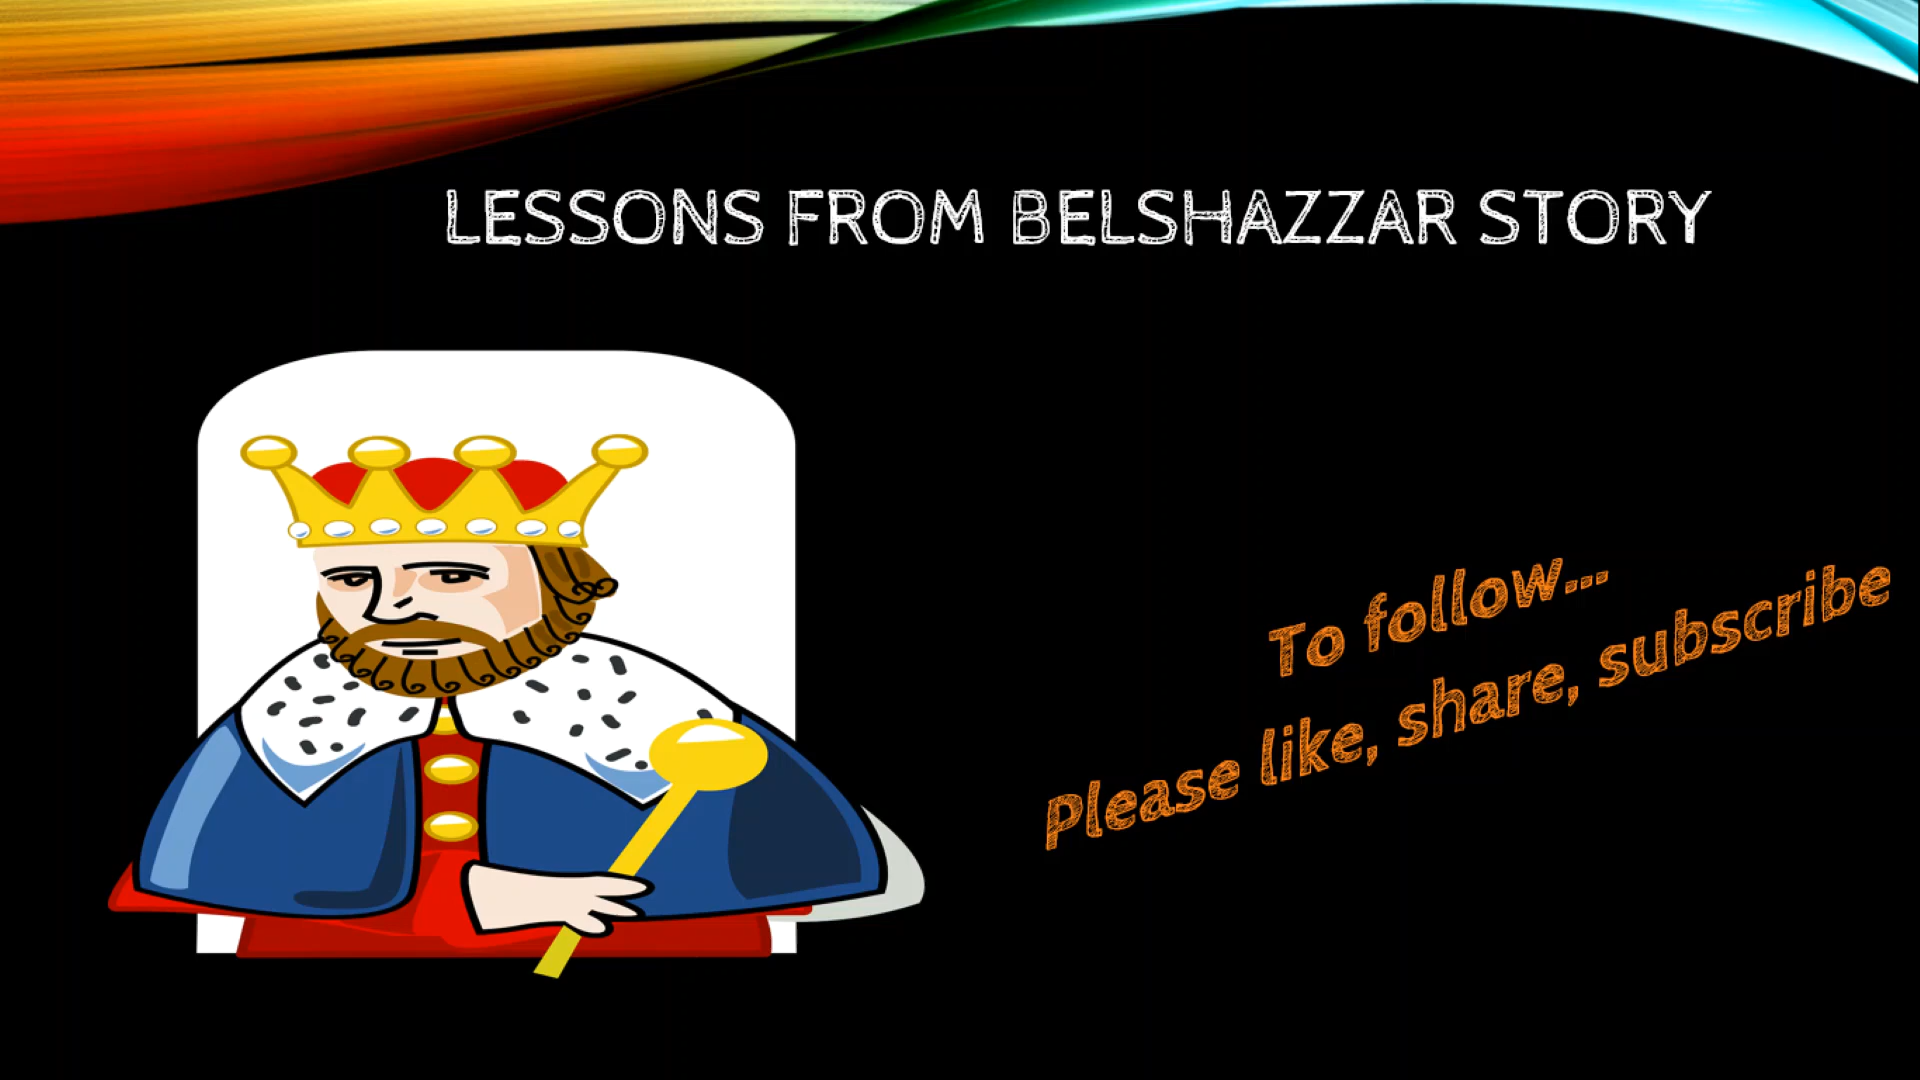 LESSONS FROM BELSHAZZAR STORY
To follow...
Please like, share, subscribe